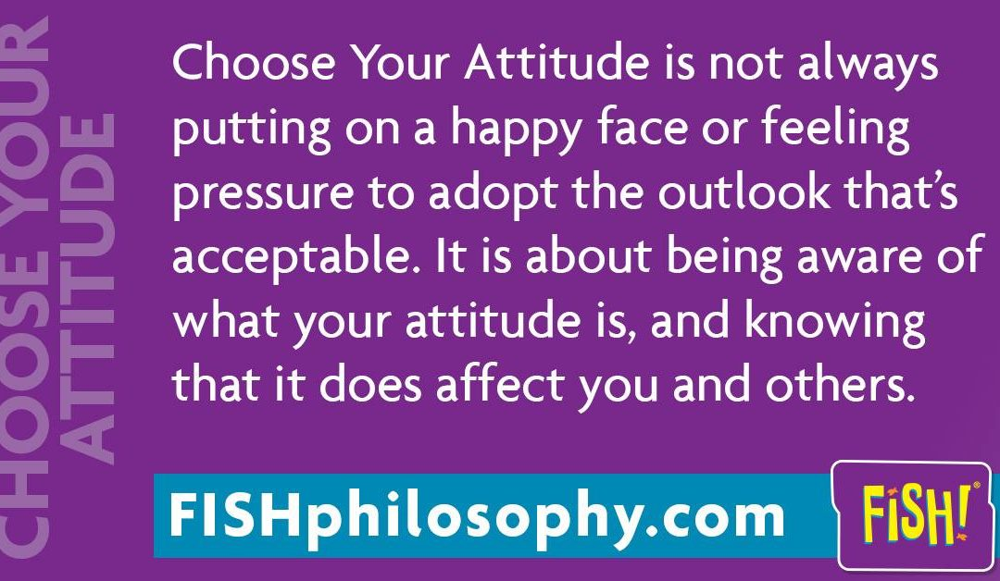 CHOOSE YOUR
ATTITUDE
Choose Your Attitude is not always
putting on a happy face or feeling
pressure to adopt the outlook that’s
acceptable. It is about being aware of
what your attitude is, and knowing
that it does affect you and others.
FISHphilosophy.com
FiSH!®